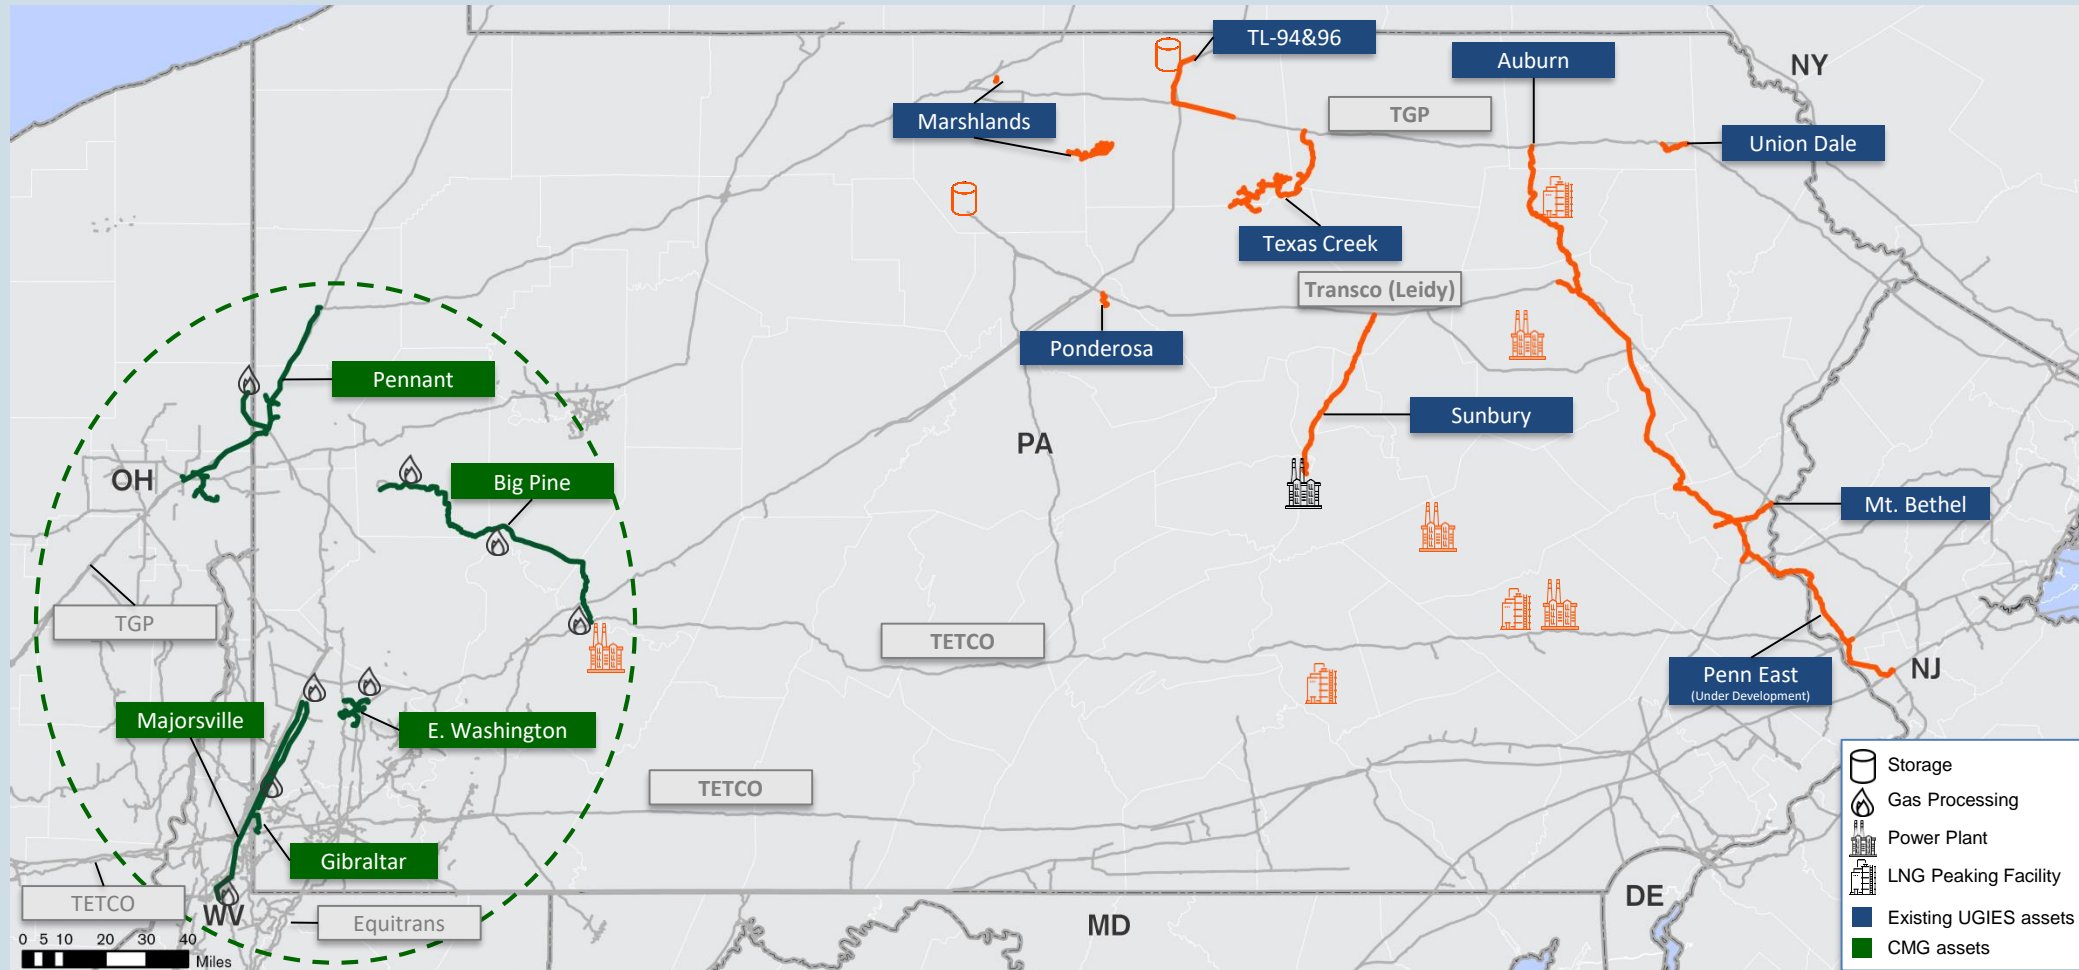 TL-94&96
Auburn
NY
Marshlands
TGP
Union Dale
Texas Creek
Transco (Leidy)
Ponderosa
Pennant
Sunbury
PA
OH
Big Pine
Mt. Bethel
TGP
TETCO
Penn East
(Under Development)
NJ
Majorsville
E. Washington
TETCO
Gibraltar
TETCO
WV
Equitrans
MD
DE
0 5 10 20 30 40
Miles
Storage
Gas Processing
Power Plant
LNG Peaking Facility
Existing UGIES assets
CMG assets